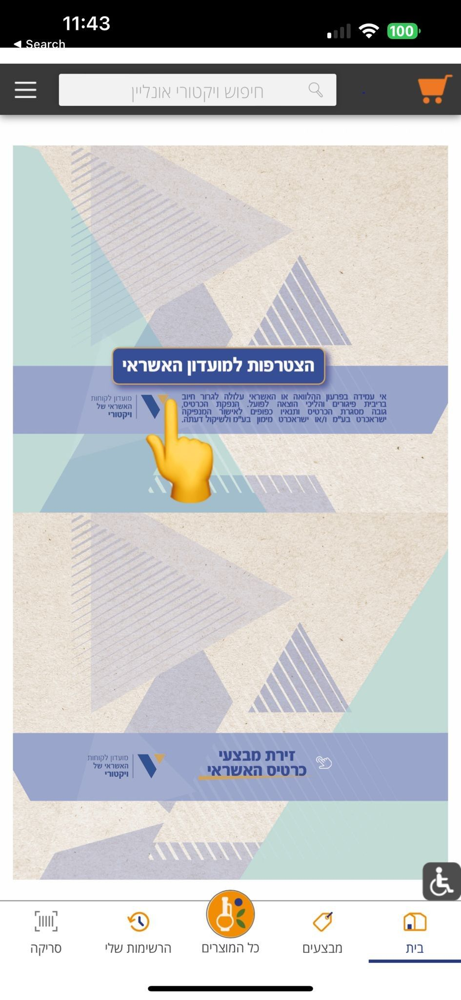 11:43
100
◀ Search
חיפוש ויקטורי אונליין
הצטרפות למועדון האשראי
אי עמידה בפרעון ההלוואה או האשראי עלולה לגרור חיוב
בריבית פיגורים והליכי הוצאה לפועל. הנפקת הכרטיס,
גובה מסגרת הכרטיס ותנאיו כפופים לאישור המנפיקה
ישראכרט בע"מ ו/או ישראכרט מימון בע"מ ולשיקול דעתה.
מועדון לקוחות
האשראי של
ויקטורי
זירת מבצעי
כרטיס האשראי
מועדון לקוחות
האשראי של
ויקטורי
בית
מבצעים
כל המוצרים
הרשימות שלי
סריקה